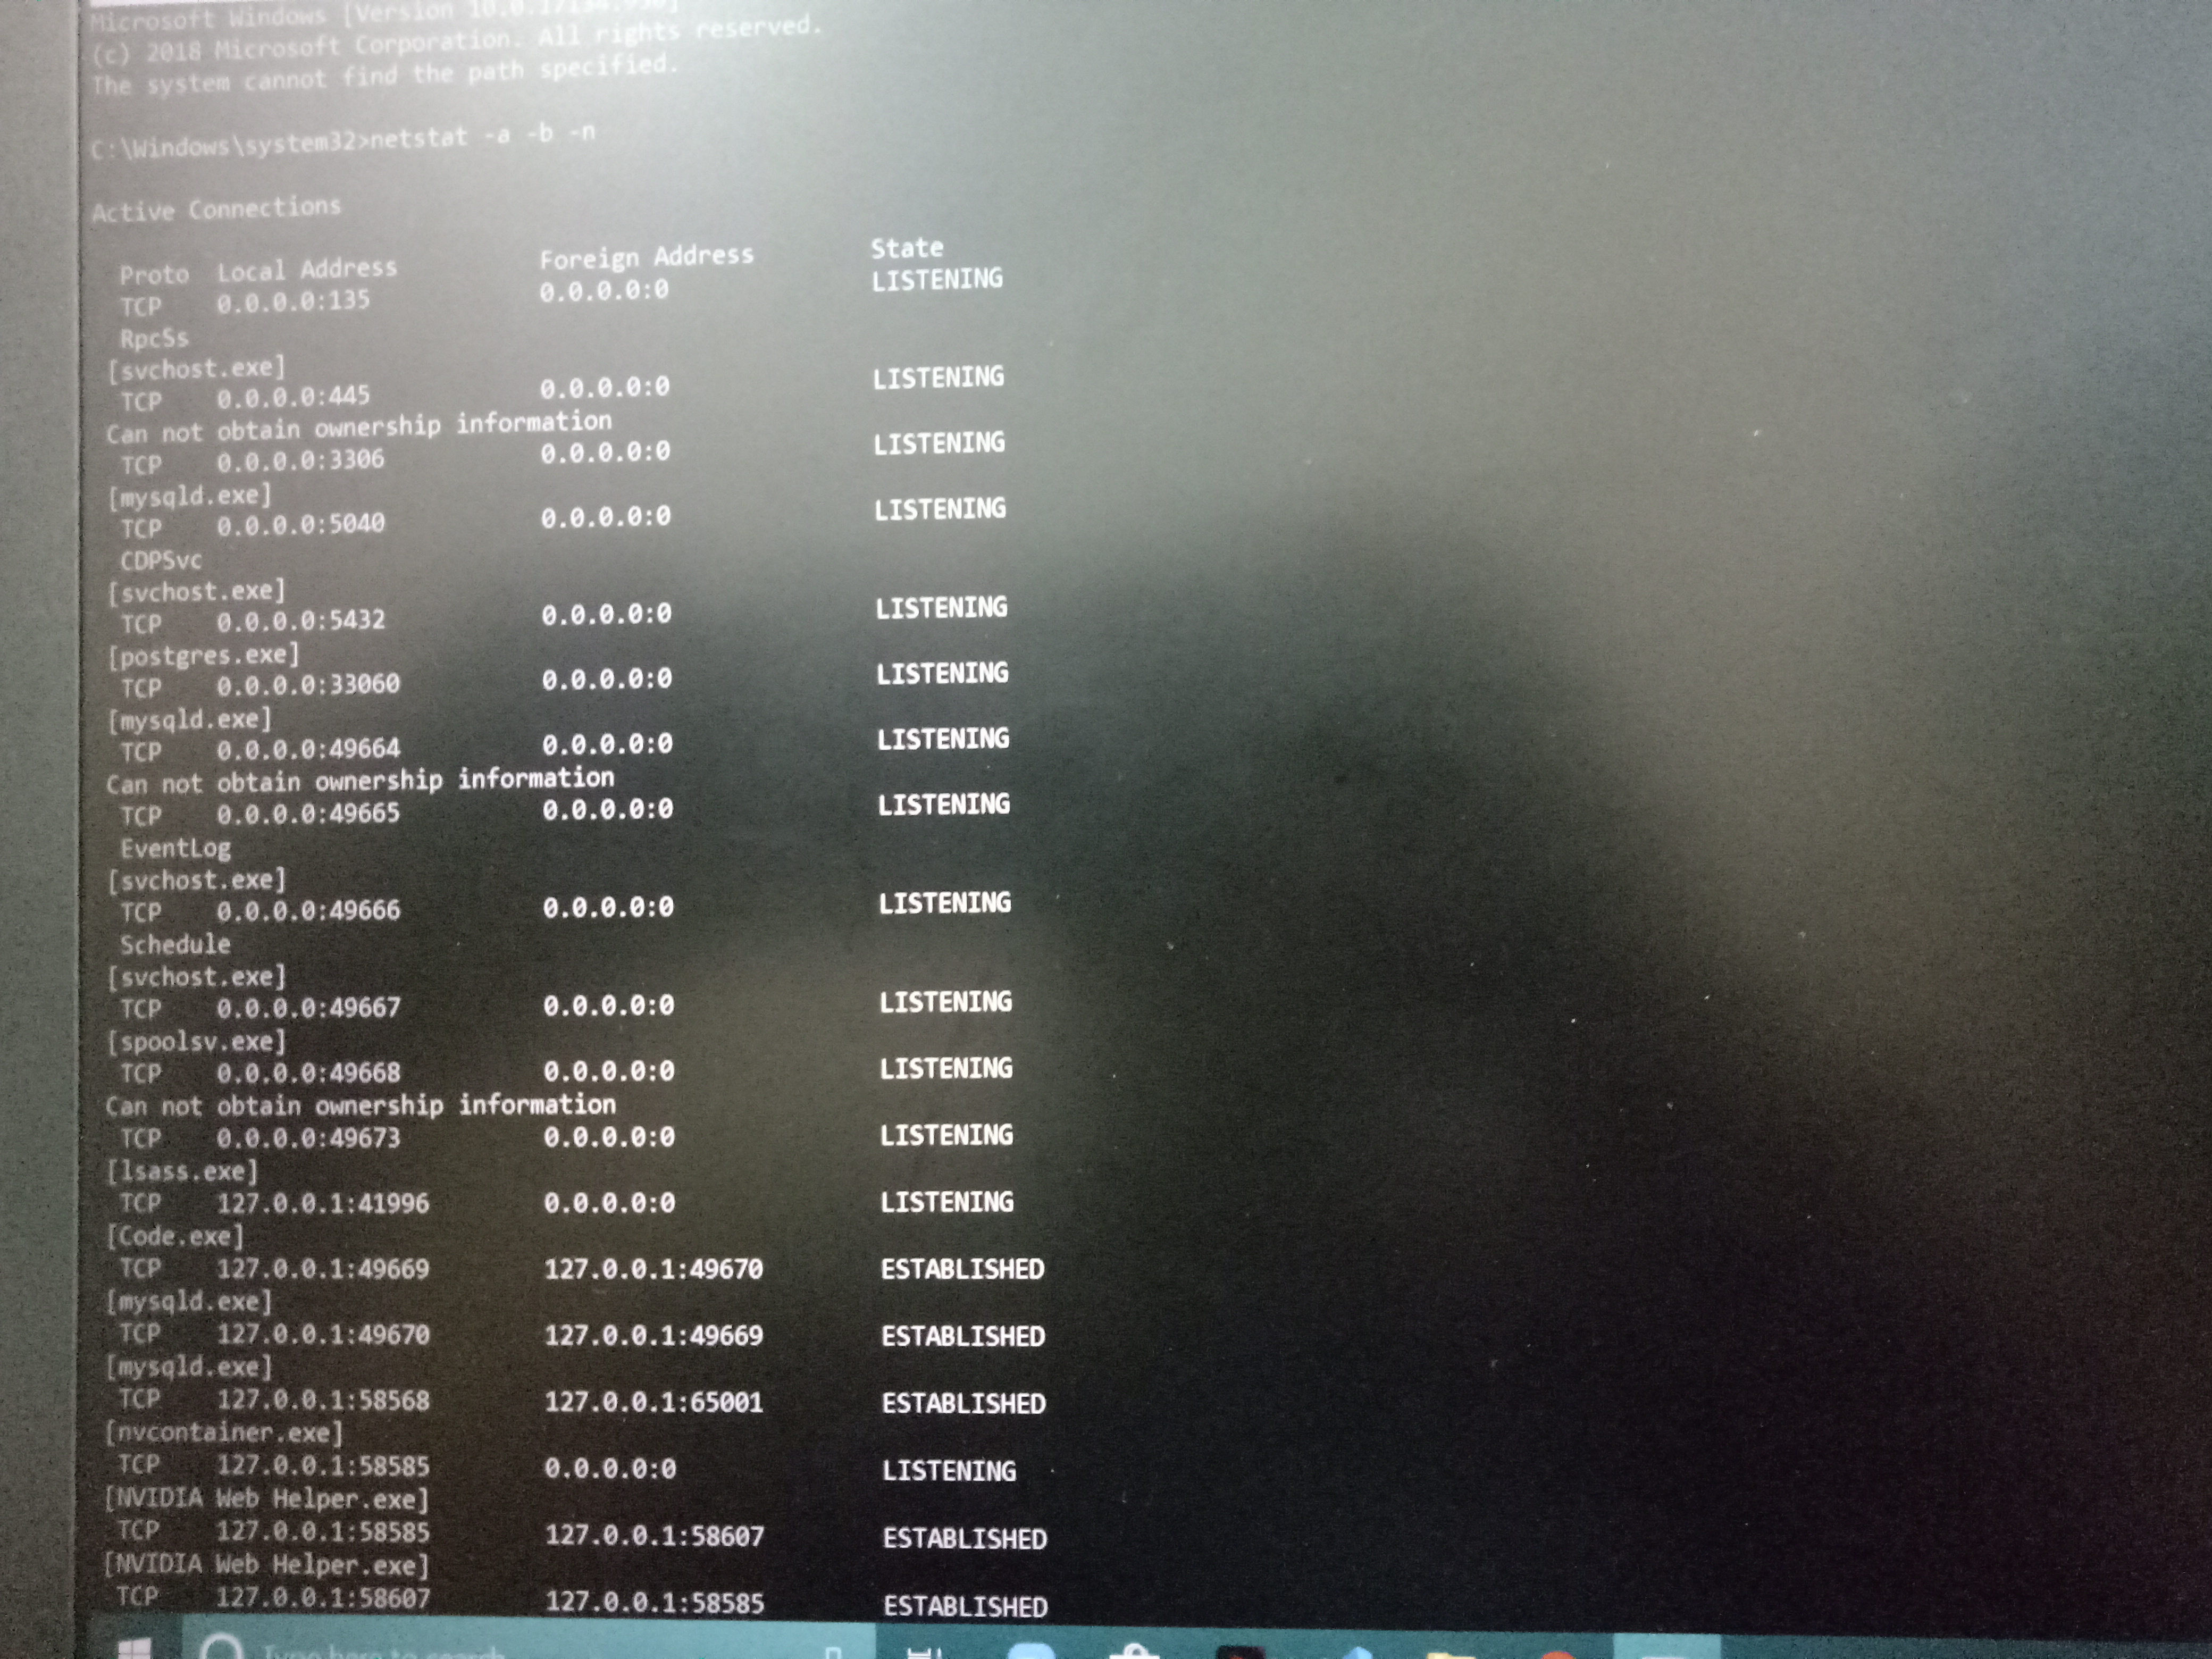 Microsoft Windows [Version 10.0.17134.950]
(c) 2018 Microsoft Corporation. All rights reserved.
The system cannot find the path specified.
C:\Windows\system32>netstat -a -b -n
Active Connections
Proto Local Address Foreign Address State
TCP 0.0.0.0:135 0.0.0.0:0 LISTENING
RpcSs
[svchost.exe]
TCP 0.0.0.0:445 0.0.0.0:0 LISTENING
Can not obtain ownership information
TCP 0.0.0.0:3306 0.0.0.0:0 LISTENING
[mysqld.exe]
TCP 0.0.0.0:5040 0.0.0.0:0 LISTENING
CDPSvc
[svchost.exe]
TCP 0.0.0.0:5432 0.0.0.0:0 LISTENING
[postgres.exe]
TCP 0.0.0.0:33060 0.0.0.0:0 LISTENING
[mysqld.exe]
TCP 0.0.0.0:49664 0.0.0.0:0 LISTENING
Can not obtain ownership information
TCP 0.0.0.0:49665 0.0.0.0:0 LISTENING
EventLog
[svchost.exe]
TCP 0.0.0.0:49666 0.0.0.0:0 LISTENING
Schedule
[svchost.exe]
TCP 0.0.0.0:49667 0.0.0.0:0 LISTENING
[spoolsv.exe]
TCP 0.0.0.0:49668 0.0.0.0:0 LISTENING
Can not obtain ownership information
TCP 0.0.0.0:49673 0.0.0.0:0 LISTENING
[lsass.exe]
TCP 127.0.0.1:41996 0.0.0.0:0 LISTENING
[Code.exe]
TCP 127.0.0.1:49669 127.0.0.1:49670 ESTABLISHED
[mysqld.exe]
TCP 127.0.0.1:49670 127.0.0.1:49669 ESTABLISHED
[mysqld.exe]
TCP 127.0.0.1:58568 127.0.0.1:65001 ESTABLISHED
[nvcontainer.exe]
TCP 127.0.0.1:58585 0.0.0.0:0 LISTENING
[NVIDIA Web Helper.exe]
TCP 127.0.0.1:58585 127.0.0.1:58607 ESTABLISHED
[NVIDIA Web Helper.exe]
TCP 127.0.0.1:58607 127.0.0.1:58585 ESTABLISHED
Type here to search